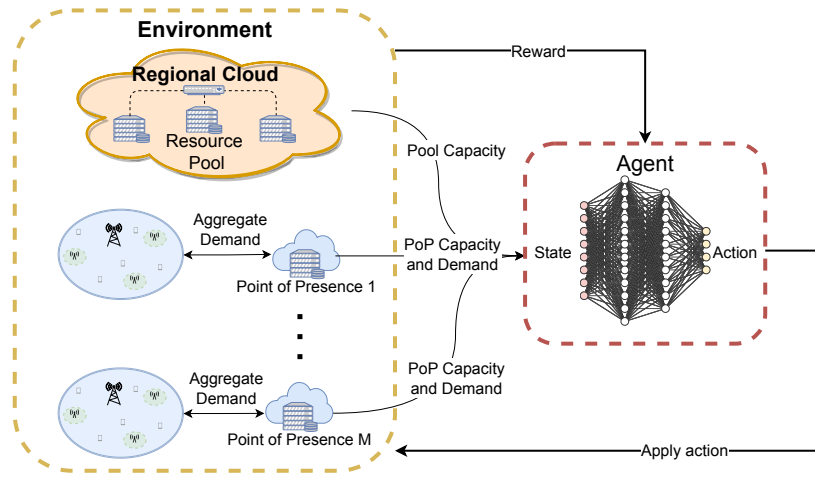 Environment
Regional Cloud
Resource
Pool
Reward
Pool Capacity
Agent
Aggregate
Demand
PoP Capacity
and Demand
State
Action
Point of Presence 1
PoP Capacity
and Demand
Aggregate
Demand
Point of Presence M
Apply action